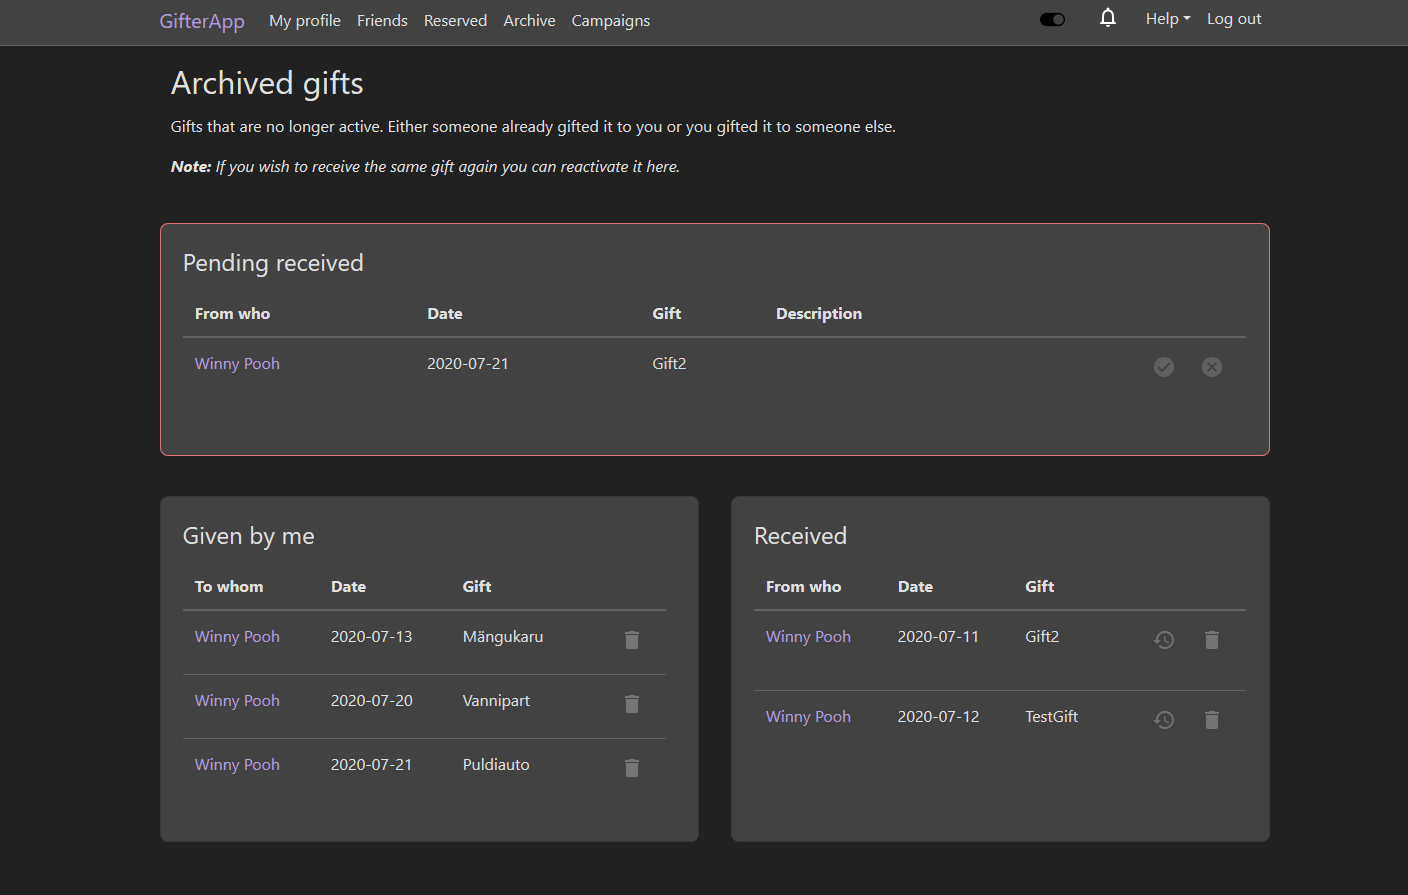 GifterApp My profile Friends Reserved Archive Campaigns Help Log out
Archived gifts
Gifts that are no longer active. Either someone already gifted it to you or you gifted it to someone else.
Note: If you wish to receive the same gift again you can reactivate it here.
Pending received
From who Date Gift Description
Winny Pooh 2020-07-21 Gift2
Given by me
To whom Date Gift
Winny Pooh 2020-07-13 Mängukaru
Winny Pooh 2020-07-20 Vannipart
Winny Pooh 2020-07-21 Puldiauto
Received
From who Date Gift
Winny Pooh 2020-07-11 Gift2
Winny Pooh 2020-07-12 TestGift